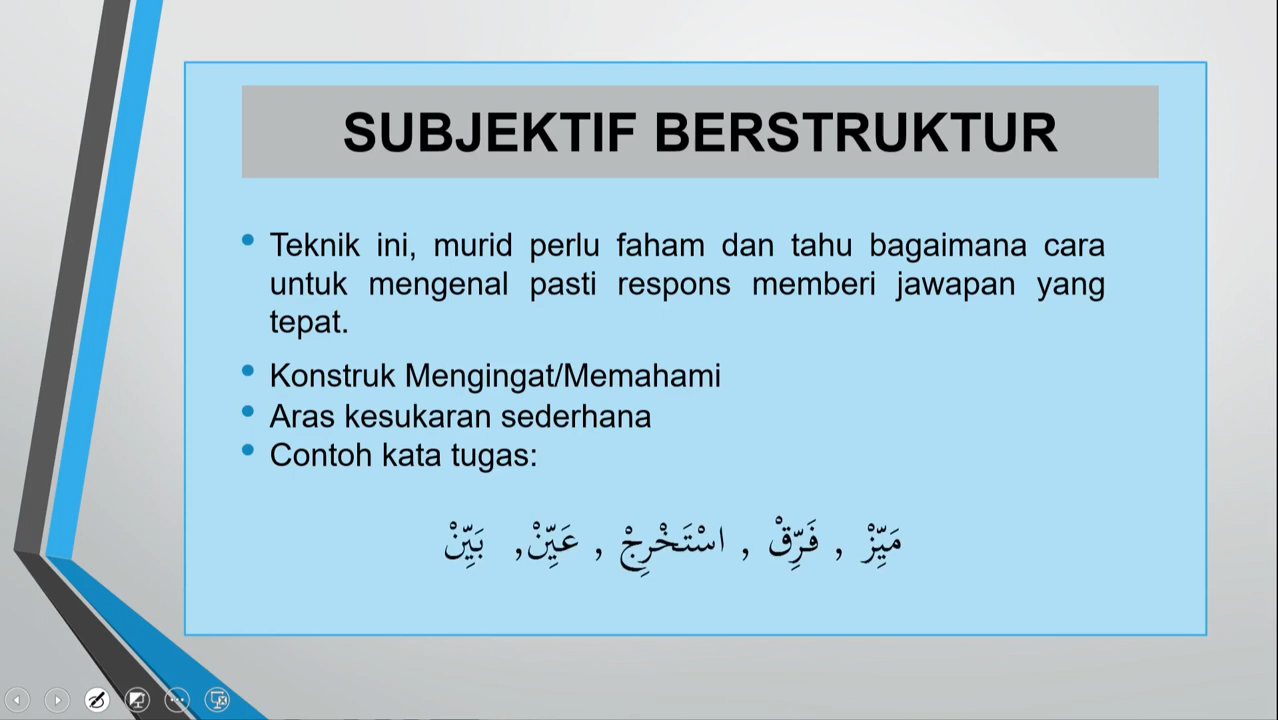 SUBJEKTIF BERSTRUKTUR
• Teknik ini, murid perlu faham dan tahu bagaimana cara
untuk mengenal pasti respons memberi jawapan yang
tepat.
• Konstruk Mengingat/Memahami
• Aras kesukaran sederhana
• Contoh kata tugas:
مَيِّزْ , فَرِّقْ , اسْتَخْرِجْ , عَيِّنْ, بَيِّنْ